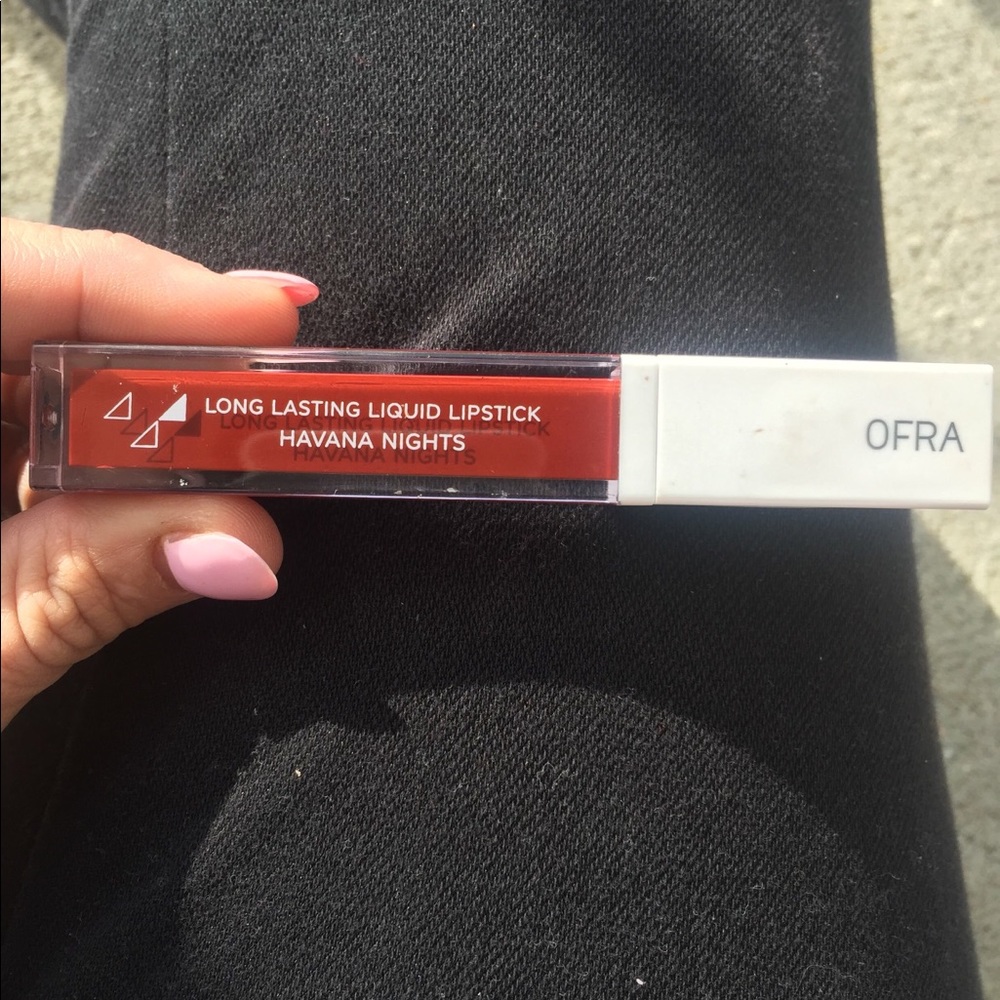 LONG LASTING LIQUID LIPSTICK
HAVANA NIGHTS
OFRA